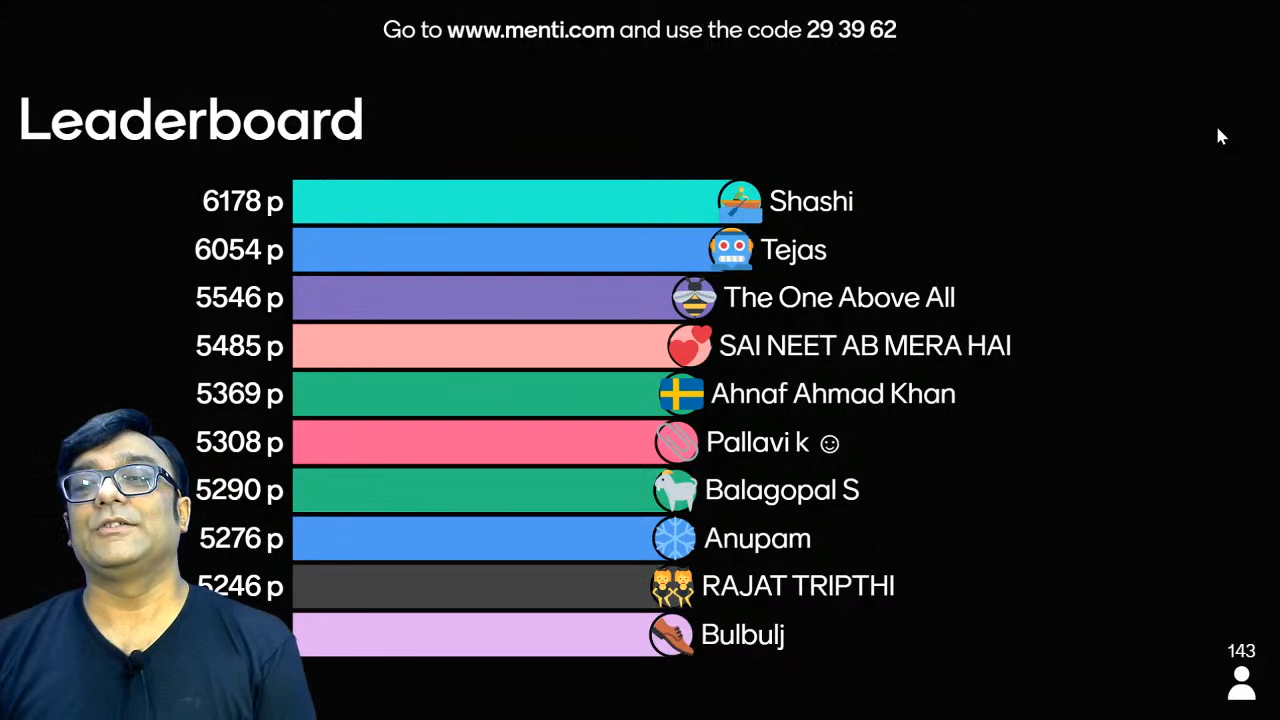 Go to www.menti.com and use the code 29 39 62
Leaderboard
6178 p Shashi
6054 p Tejas
5546 p The One Above All
5485 p SAI NEET AB MERA HAI
5369 p Ahnaf Ahmad Khan
5308 p Pallavi k ☺
5290 p Balagopal S
5276 p Anupam
5246 p RAJAT TRIPTHI
Bulbulj
143